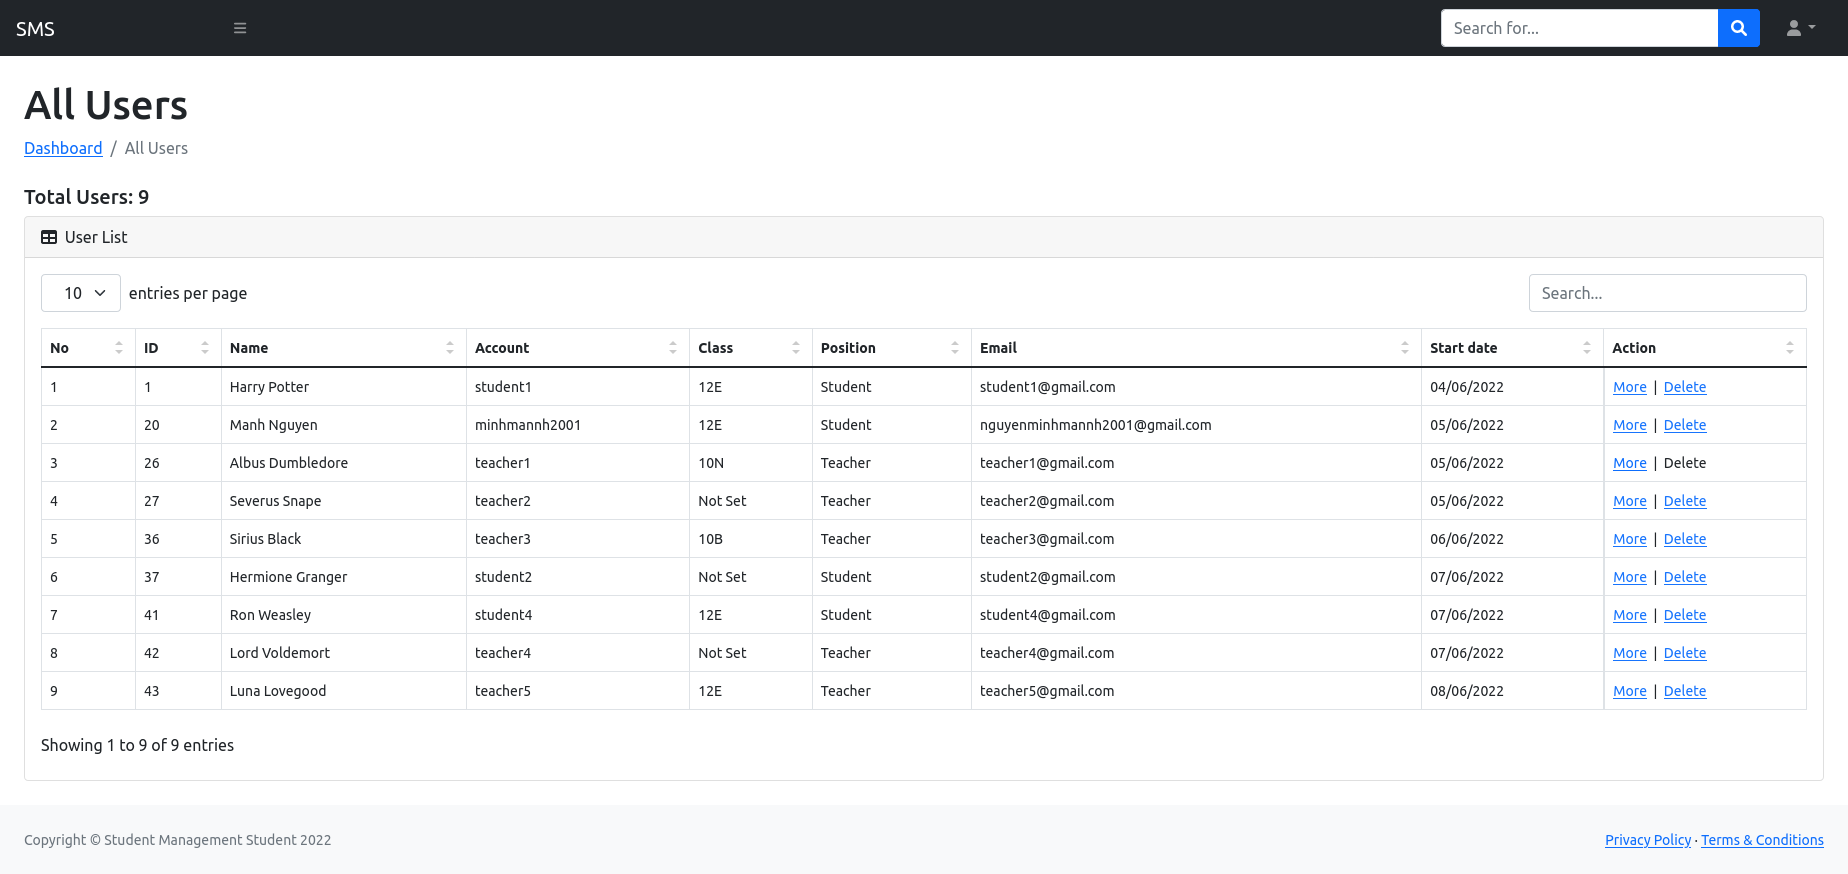 SMS Search for...
All Users
Dashboard / All Users
Total Users: 9
User List
10 entries per page Search...
No ID Name Account Class Position Email Start date Action
1 1 Harry Potter student1 12E Student student1@gmail.com 04/06/2022 More | Delete
2 20 Manh Nguyen minhmannh2001 12E Student nguyenminhmannh2001@gmail.com 05/06/2022 More | Delete
3 26 Albus Dumbledore teacher1 10N Teacher teacher1@gmail.com 05/06/2022 More | Delete
4 27 Severus Snape teacher2 Not Set Teacher teacher2@gmail.com 05/06/2022 More | Delete
5 36 Sirius Black teacher3 10B Teacher teacher3@gmail.com 06/06/2022 More | Delete
6 37 Hermione Granger student2 Not Set Student student2@gmail.com 07/06/2022 More | Delete
7 41 Ron Weasley student4 12E Student student4@gmail.com 07/06/2022 More | Delete
8 42 Lord Voldemort teacher4 Not Set Teacher teacher4@gmail.com 07/06/2022 More | Delete
9 43 Luna Lovegood teacher5 12E Teacher teacher5@gmail.com 08/06/2022 More | Delete
Showing 1 to 9 of 9 entries
Copyright © Student Management Student 2022 Privacy Policy · Terms & Conditions